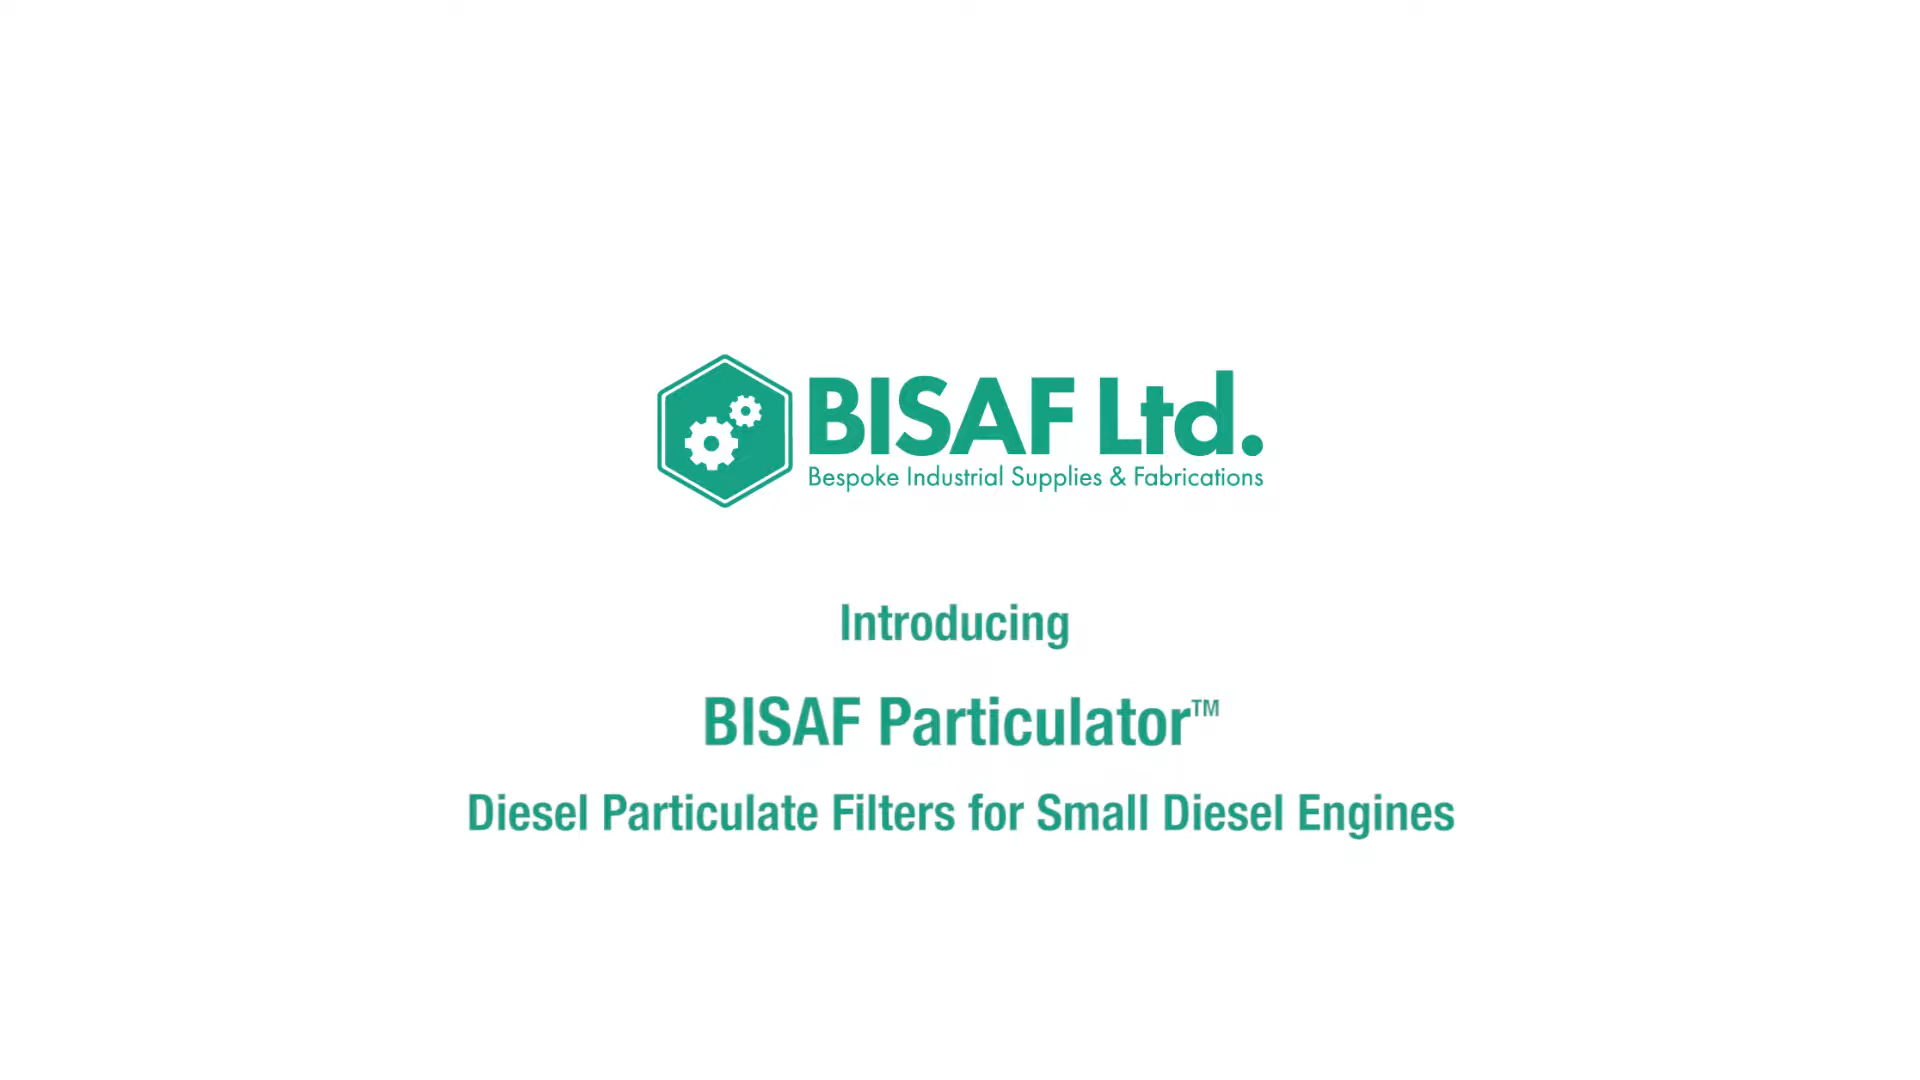 BISAF Ltd.
Bespoke Industrial Supplies & Fabrications
Introducing
BISAF Particulator™
Diesel Particulate Filters for Small Diesel Engines